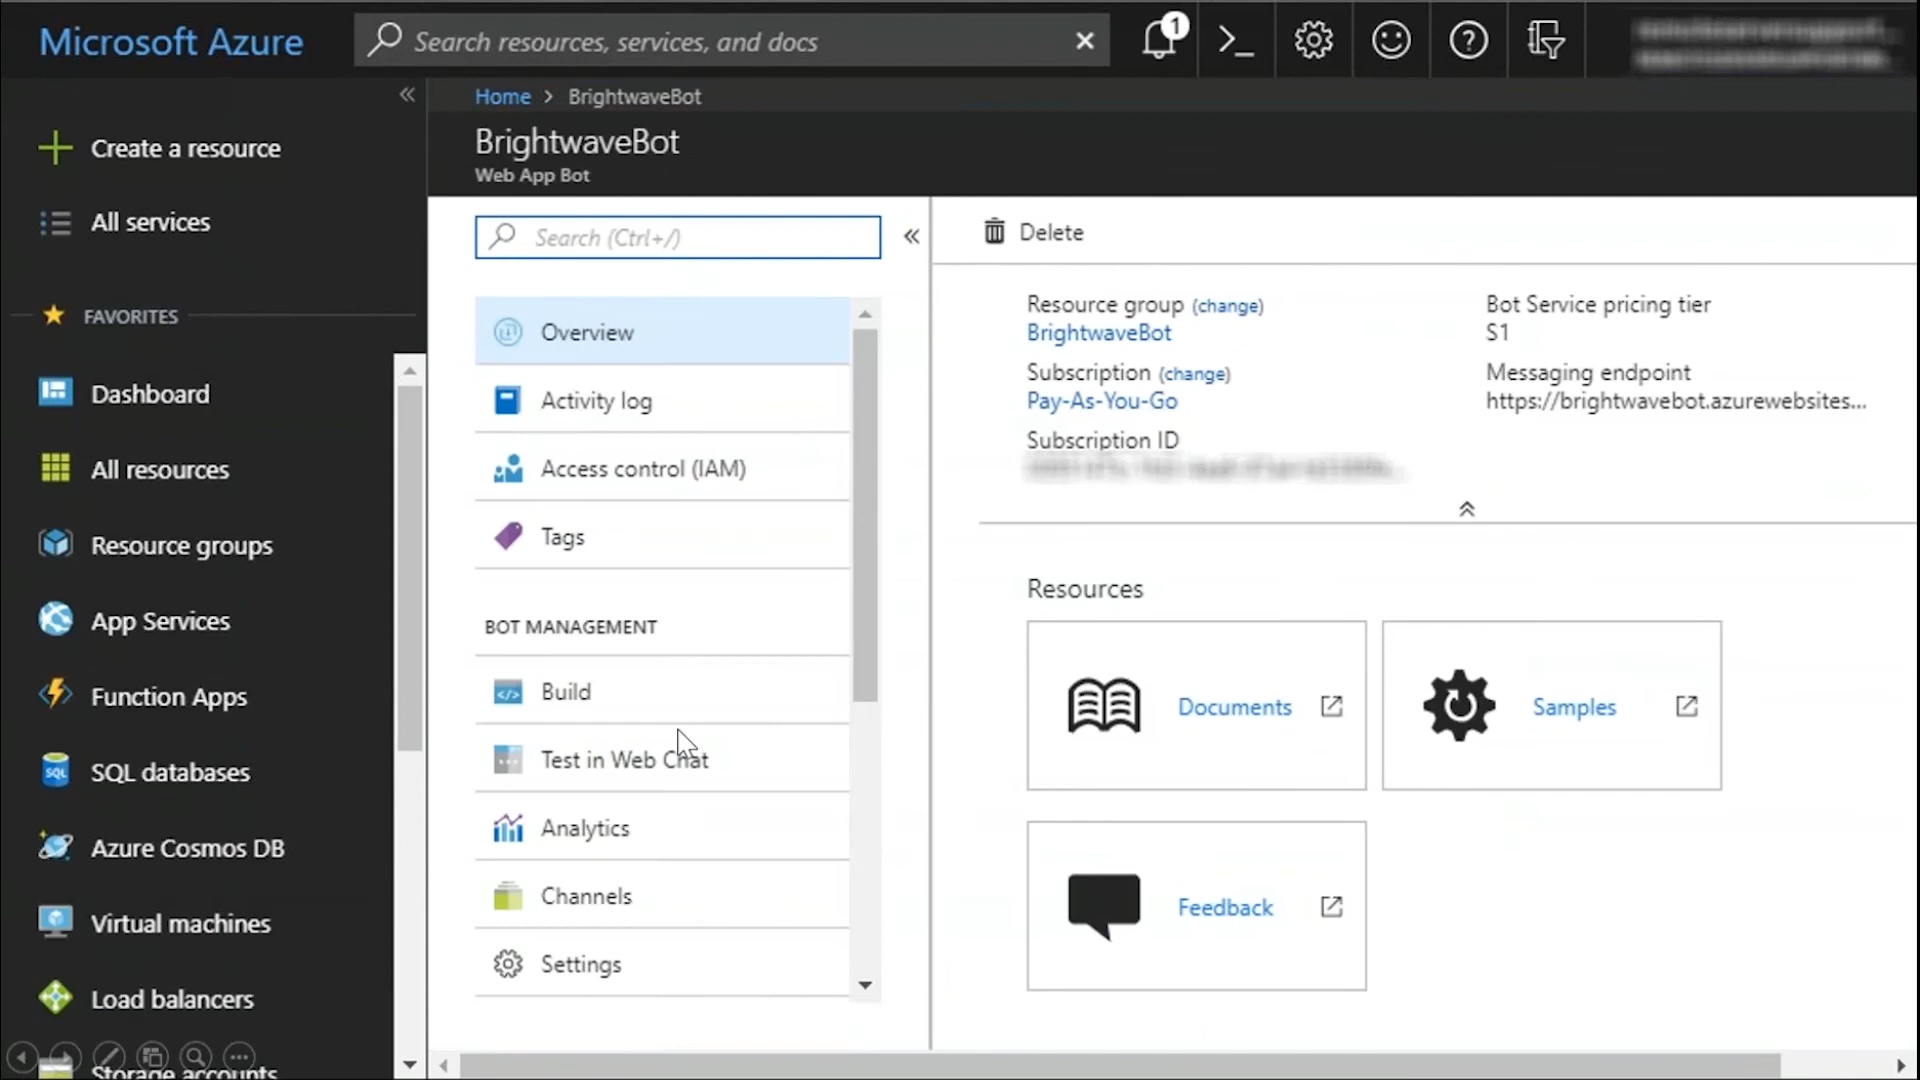 Microsoft Azure
Search resources, services, and docs
1
Create a resource
All services
FAVORITES
Dashboard
All resources
Resource groups
App Services
Function Apps
SQL databases
Azure Cosmos DB
Virtual machines
Load balancers
Storage accounts
Home > BrightwaveBot
BrightwaveBot
Web App Bot
Search (Ctrl+/)
Overview
Activity log
Access control (IAM)
Tags
BOT MANAGEMENT
Build
Test in Web Chat
Analytics
Channels
Settings
Delete
Resource group (change)
BrightwaveBot
Subscription (change)
Pay-As-You-Go
Subscription ID
Bot Service pricing tier
S1
Messaging endpoint
https://brightwavebot.azurewebsites...
Resources
Documents
Samples
Feedback